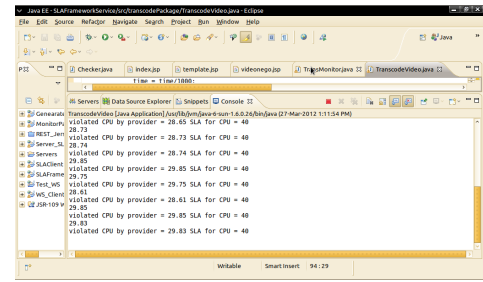 Java EE - SLAFrameworkService/src/transcodePackage/TranscodeVideo.java - Eclipse
File Edit Source Refactor Navigate Search Project Run Window Help
Java
Checker.java index.jsp template.jsp videonego.jsp TransMonitor.java TranscodeVideo.java
time = time/1000;
Servers Data Source Explorer Snippets Console
TranscodeVideo [Java Application] /usr/lib/jvm/java-6-sun-1.6.0.26/bin/java (27-Mar-2012 1:11:54 PM)
violated CPU by provider = 28.65 SLA for CPU = 40
28.73
violated CPU by provider = 28.73 SLA for CPU = 40
28.74
violated CPU by provider = 28.74 SLA for CPU = 40
29.85
violated CPU by provider = 29.85 SLA for CPU = 40
29.75
violated CPU by provider = 29.75 SLA for CPU = 40
28.61
violated CPU by provider = 28.61 SLA for CPU = 40
29.85
violated CPU by provider = 29.85 SLA for CPU = 40
29.83
violated CPU by provider = 29.83 SLA for CPU = 40
Genearate
MonitorPa
REST_Jers
Server_SL
Servers
SLAClient
SLAFrame
Test_WS
WS_Client
JSR-109 W
Writable Smart Insert 94 : 29